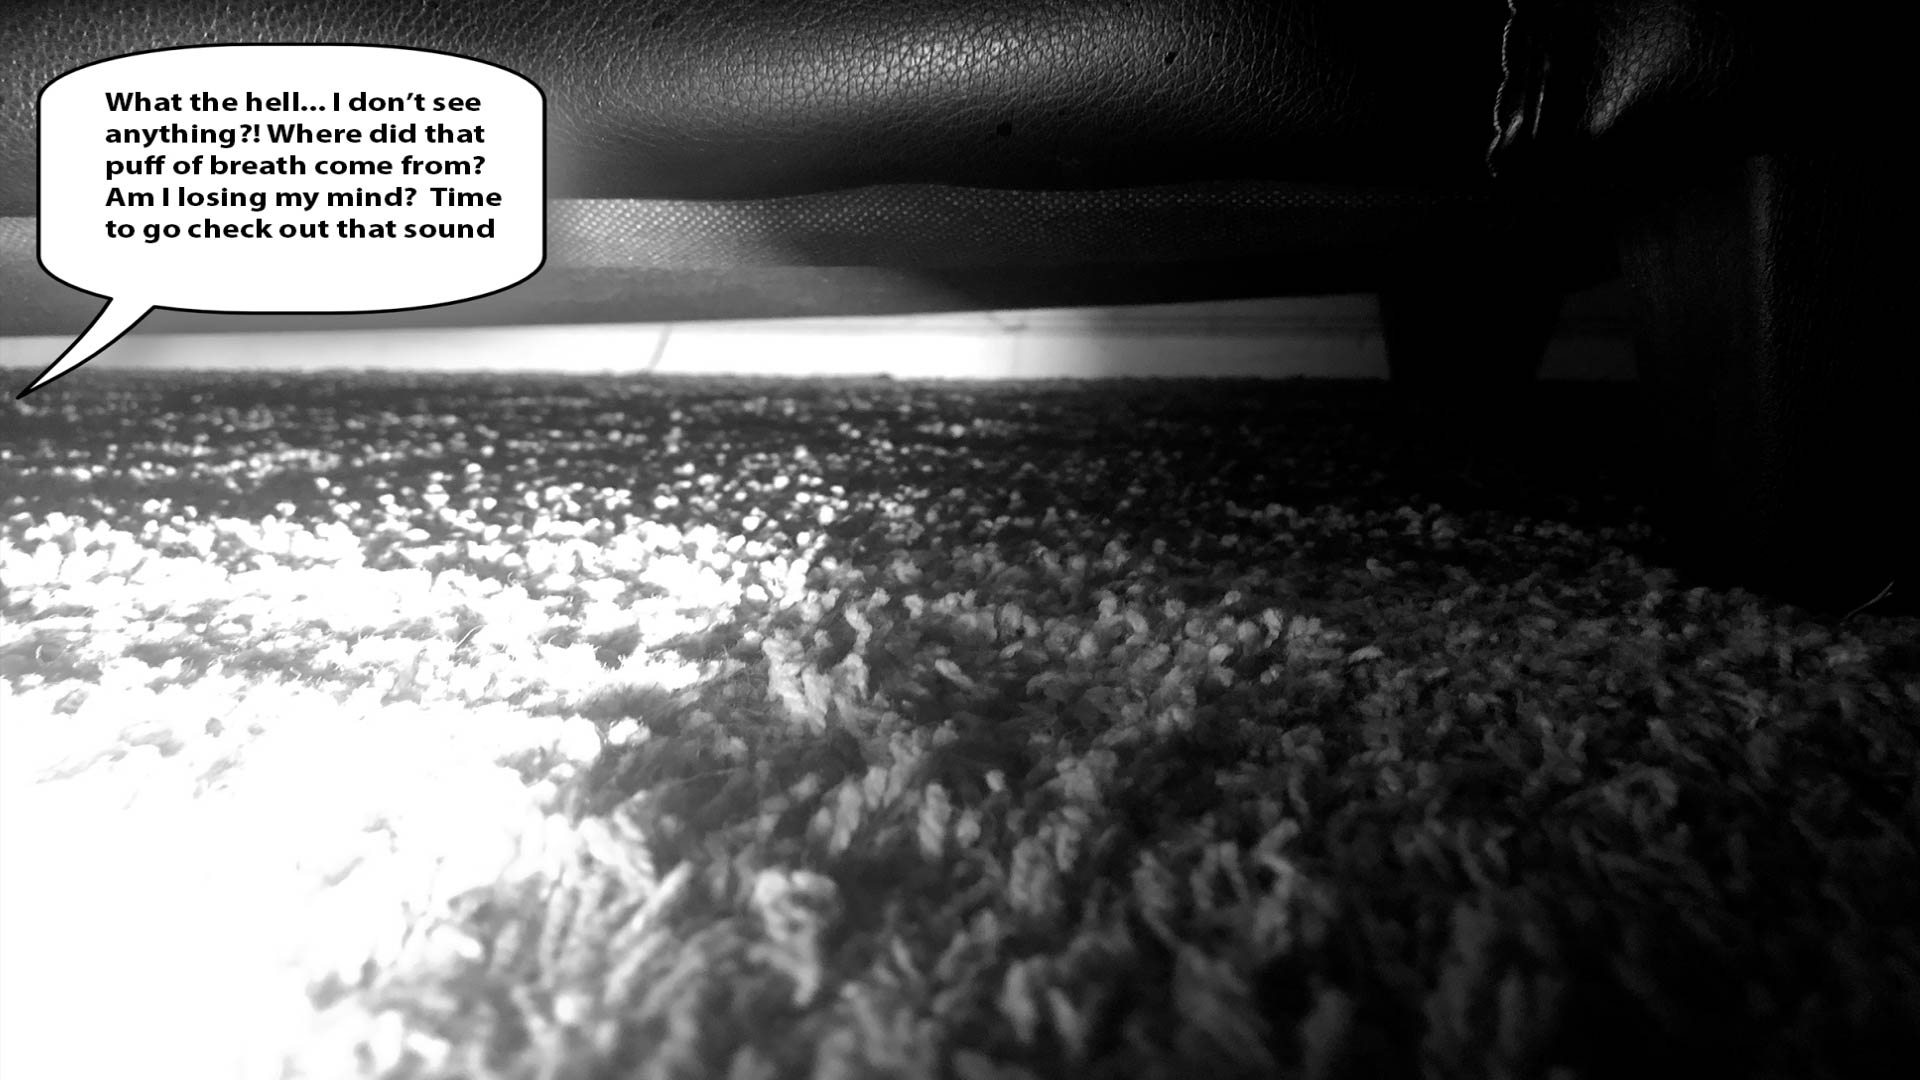 What the hell... I don’t see
anything?! Where did that
puff of breath come from?
Am I losing my mind?  Time
to go check out that sound